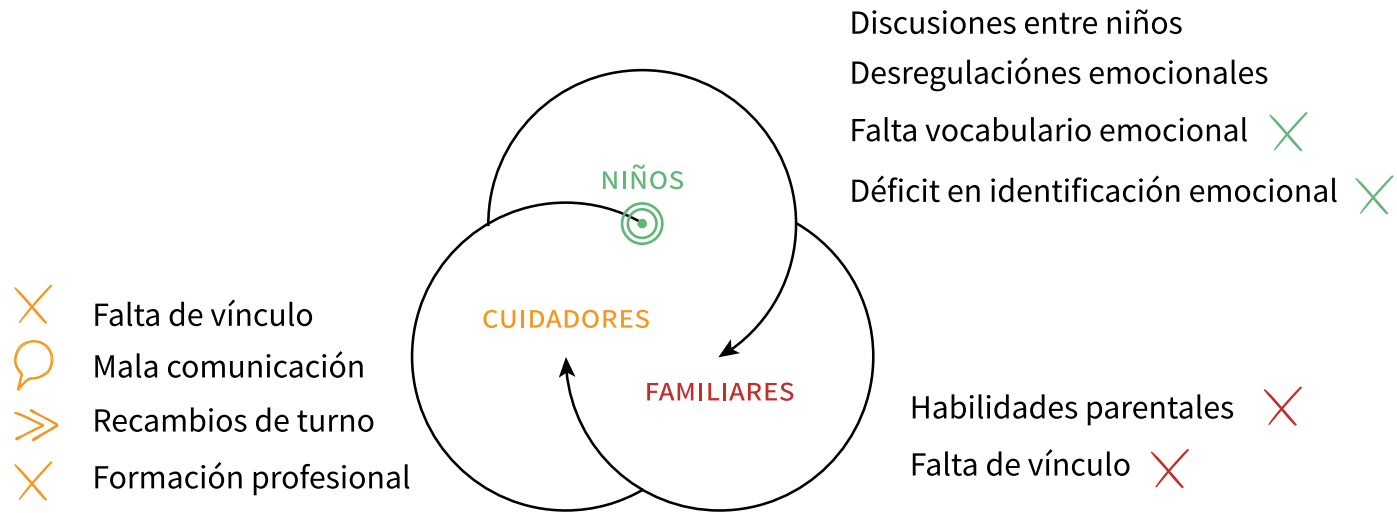 Discusiones entre niños
Desregulaciónes emocionales
Falta vocabulario emocional
Déficit en identificación emocional
NIÑOS
CUIDADORES
FAMILIARES
Falta de vínculo
Mala comunicación
Recambios de turno
Formación profesional
Habilidades parentales
Falta de vínculo